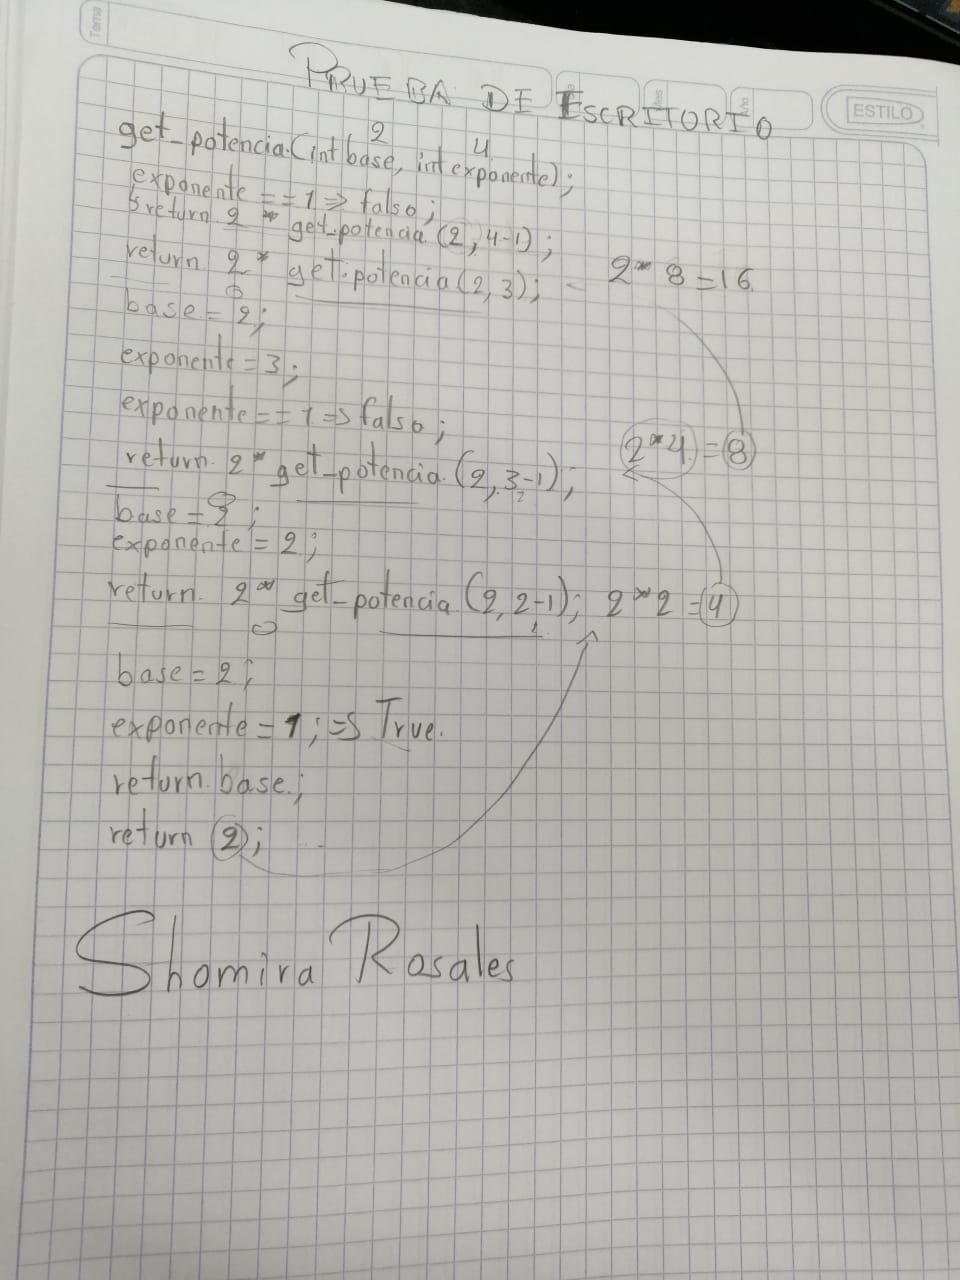 Tema
ESTILO
PRUEBA DE ESCRITORIO
2 4
get_potencia(int base, int exponente);
exponente == 1 => falso;
return 2 * get_potencia (2, 4-1);
return 2 * get_potencia (2, 3); 2 * 8 = 16
base = 2;
exponente = 3;
exponente == 1 => falso;
return 2 * get_potencia (2, 3-1); 2 * 4 = 8
2
base = 2;
exponente = 2;
return 2 * get_potencia (2, 2-1); 2 * 2 = 4
1
base = 2;
exponente = 1; => True.
return base;
return 2;
Shomira Rosales